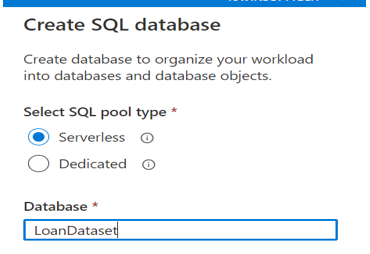 Create SQL database
Create database to organize your workload
into databases and database objects.
Select SQL pool type *
Serverless
Dedicated
Database *
LoanDataset